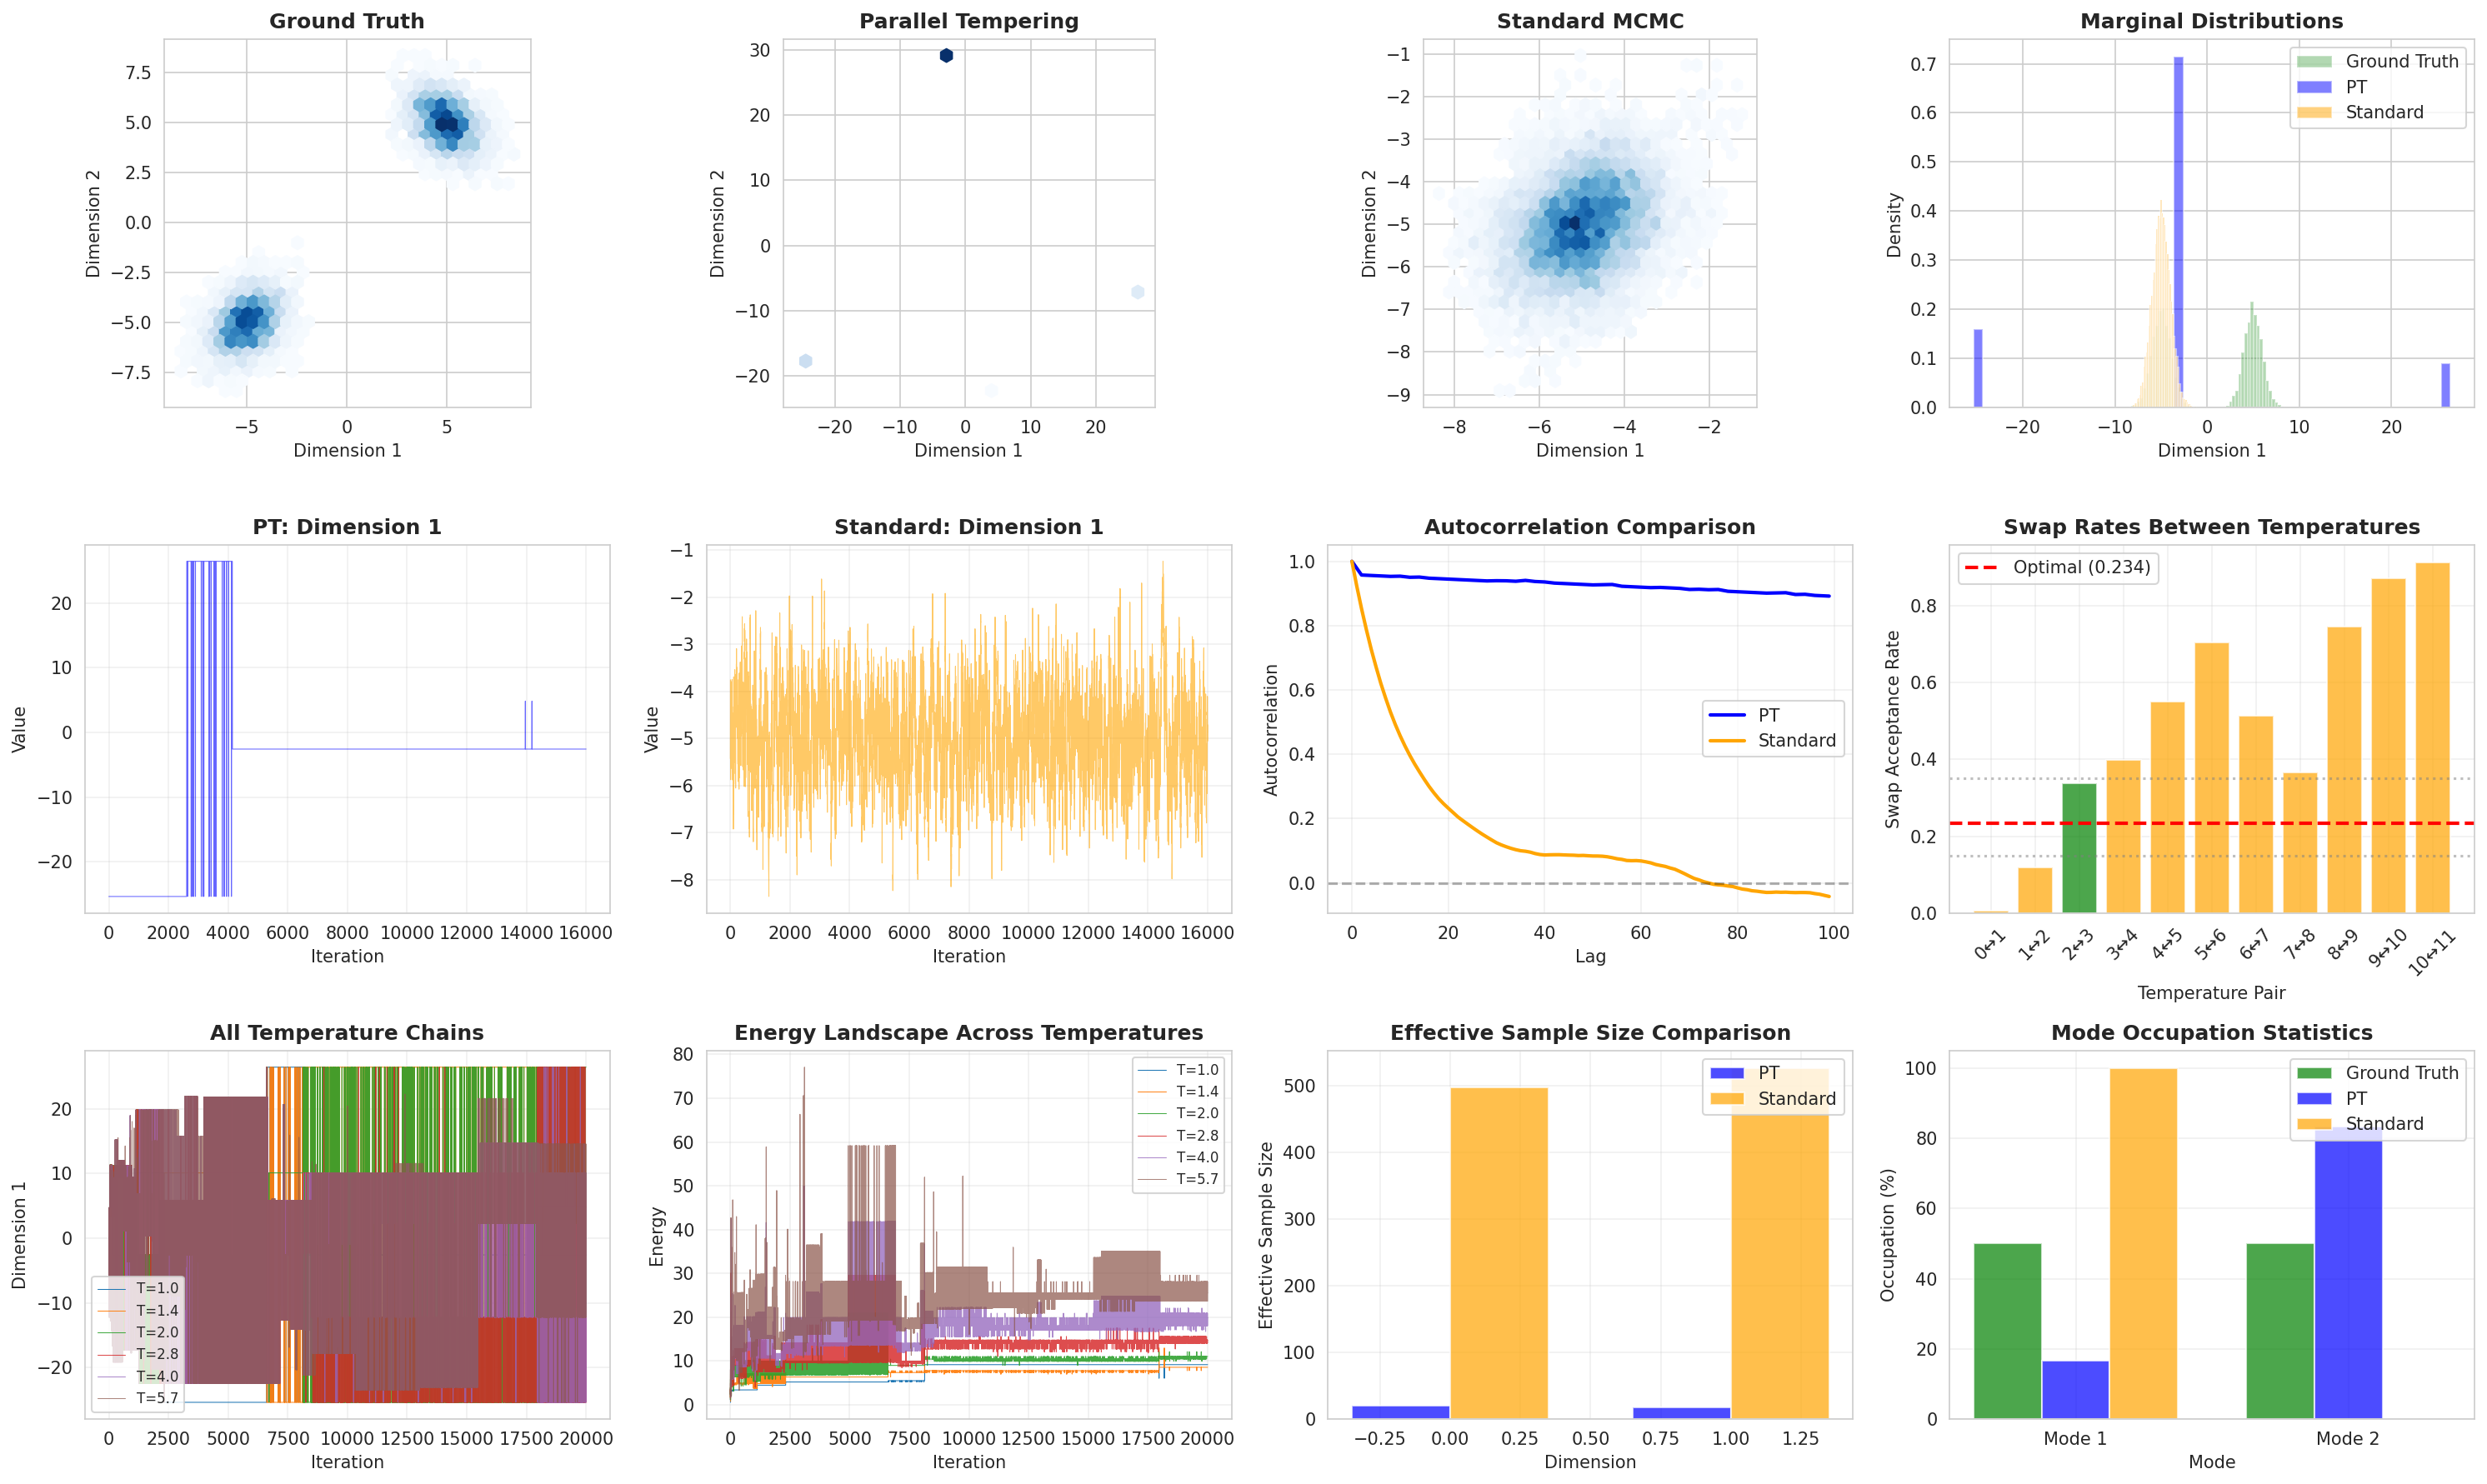 Ground Truth
Dimension 2
7.5
5.0
2.5
0.0
−2.5
−5.0
−7.5
−5 0 5
Dimension 1
Parallel Tempering
Dimension 2
30
20
10
0
−10
−20
−20 −10 0 10 20
Dimension 1
Standard MCMC
Dimension 2
−1
−2
−3
−4
−5
−6
−7
−8
−9
−8 −6 −4 −2
Dimension 1
Marginal Distributions
Ground Truth
PT
Standard
Density
0.7
0.6
0.5
0.4
0.3
0.2
0.1
0.0
−20 −10 0 10 20
Dimension 1
PT: Dimension 1
Value
20
10
0
−10
−20
0 2000 4000 6000 8000 10000 12000 14000 16000
Iteration
Standard: Dimension 1
Value
−1
−2
−3
−4
−5
−6
−7
−8
0 2000 4000 6000 8000 10000 12000 14000 16000
Iteration
Autocorrelation Comparison
Autocorrelation
1.0
0.8
0.6
0.4
0.2
0.0
PT
Standard
0 20 40 60 80 100
Lag
Swap Rates Between Temperatures
Optimal (0.234)
Swap Acceptance Rate
0.8
0.6
0.4
0.2
0.0
0↔1 1↔2 2↔3 3↔4 4↔5 5↔6 6↔7 7↔8 8↔9 9↔10 10↔11
Temperature Pair
All Temperature Chains
Dimension 1
20
10
0
−10
−20
T=1.0
T=1.4
T=2.0
T=2.8
T=4.0
T=5.7
0 2500 5000 7500 10000 12500 15000 17500 20000
Iteration
Energy Landscape Across Temperatures
Energy
80
70
60
50
40
30
20
10
0
T=1.0
T=1.4
T=2.0
T=2.8
T=4.0
T=5.7
0 2500 5000 7500 10000 12500 15000 17500 20000
Iteration
Effective Sample Size Comparison
Effective Sample Size
500
400
300
200
100
0
PT
Standard
−0.25 0.00 0.25 0.50 0.75 1.00 1.25
Dimension
Mode Occupation Statistics
Occupation (%)
100
80
60
40
20
0
Ground Truth
PT
Standard
Mode 1 Mode 2
Mode